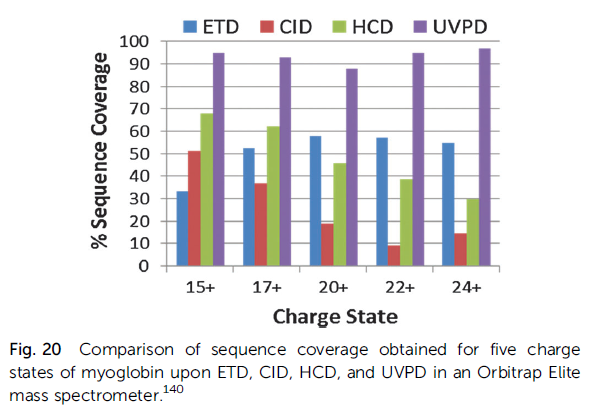 ETD CID HCD UVPD
100
90
80
70
60
50
40
30
20
10
0
% Sequence Coverage
15+ 17+ 20+ 22+ 24+
Charge State
Fig. 20 Comparison of sequence coverage obtained for five charge
states of myoglobin upon ETD, CID, HCD, and UVPD in an Orbitrap Elite
mass spectrometer.140